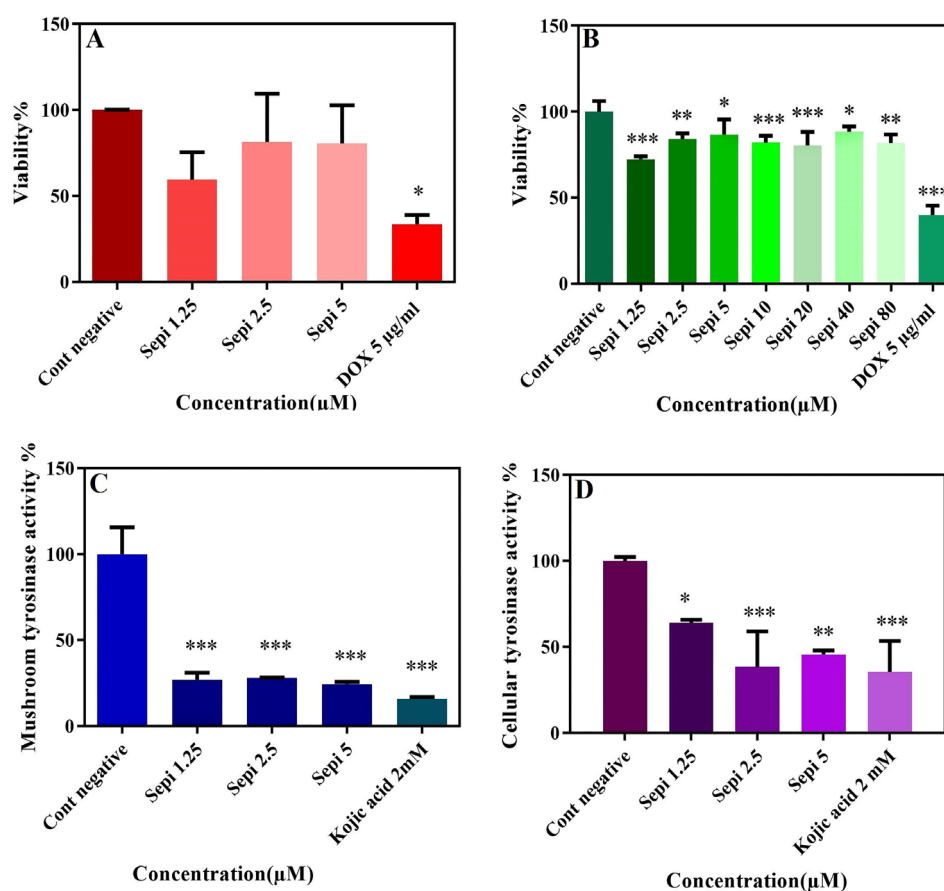 A
150
100
50
0
Viability%
*
Cont negative
Sepi 1.25
Sepi 2.5
Sepi 5
DOX 5 µg/ml
Concentration(µM)
B
150
100
50
0
Viability%
***
**
*
***
***
*
**
***
Cont negative
Sepi 1.25
Sepi 2.5
Sepi 5
Sepi 10
Sepi 20
Sepi 40
Sepi 80
DOX 5 µg/ml
Concentration(µM)
C
150
100
50
0
Mushroom tyrosinase activity %
***
***
***
***
Cont negative
Sepi 1.25
Sepi 2.5
Sepi 5
Kojic acid 2mM
Concentration(µM)
D
150
100
50
0
Cellular tyrosinase activity %
*
***
**
***
Cont negative
Sepi 1.25
Sepi 2.5
Sepi 5
Kojic acid 2 mM
Concentration(µM)